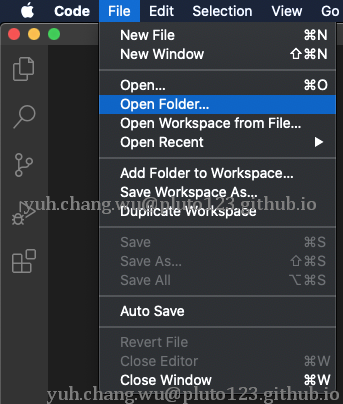 Code File Edit Selection View Go
New File ⌘N
New Window ⇧⌘N
Open... ⌘O
Open Folder...
Open Workspace from File...
Open Recent
Add Folder to Workspace...
Save Workspace As...
yuh.chang.wu@pluto123.github.io
Duplicate Workspace
Save ⌘S
Save As... ⇧⌘S
Save All ⌥⌘S
Auto Save
Revert File
Close Editor ⌘W
Close Window ⌘W
yuh.chang.wu@pluto123.github.io